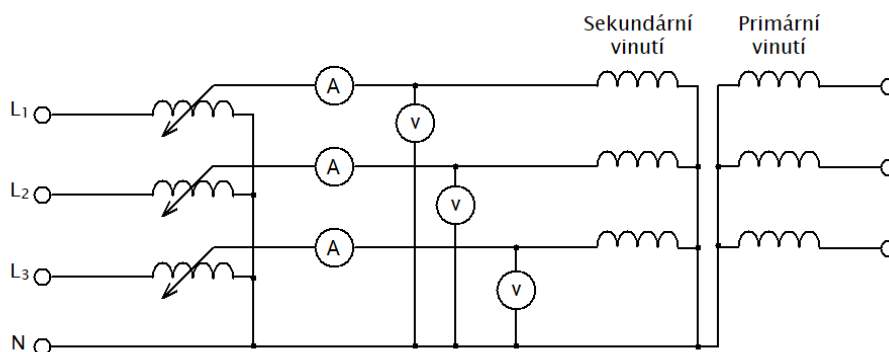 Sekundární
vinutí
Primární
vinutí
A
L1
V
A
L2
V
A
L3
V
N